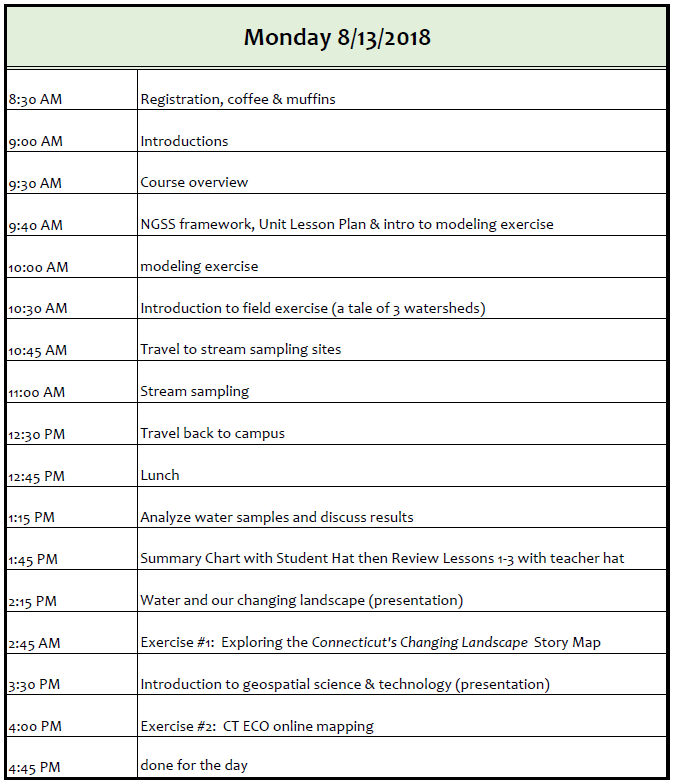 Monday 8/13/2018
8:30 AM Registration, coffee & muffins
9:00 AM Introductions
9:30 AM Course overview
9:40 AM NGSS framework, Unit Lesson Plan & intro to modeling exercise
10:00 AM modeling exercise
10:30 AM Introduction to field exercise (a tale of 3 watersheds)
10:45 AM Travel to stream sampling sites
11:00 AM Stream sampling
12:30 PM Travel back to campus
12:45 PM Lunch
1:15 PM Analyze water samples and discuss results
1:45 PM Summary Chart with Student Hat then Review Lessons 1-3 with teacher hat
2:15 PM Water and our changing landscape (presentation)
2:45 AM Exercise #1: Exploring the Connecticut's Changing Landscape Story Map
3:30 PM Introduction to geospatial science & technology (presentation)
4:00 PM Exercise #2: CT ECO online mapping
4:45 PM done for the day